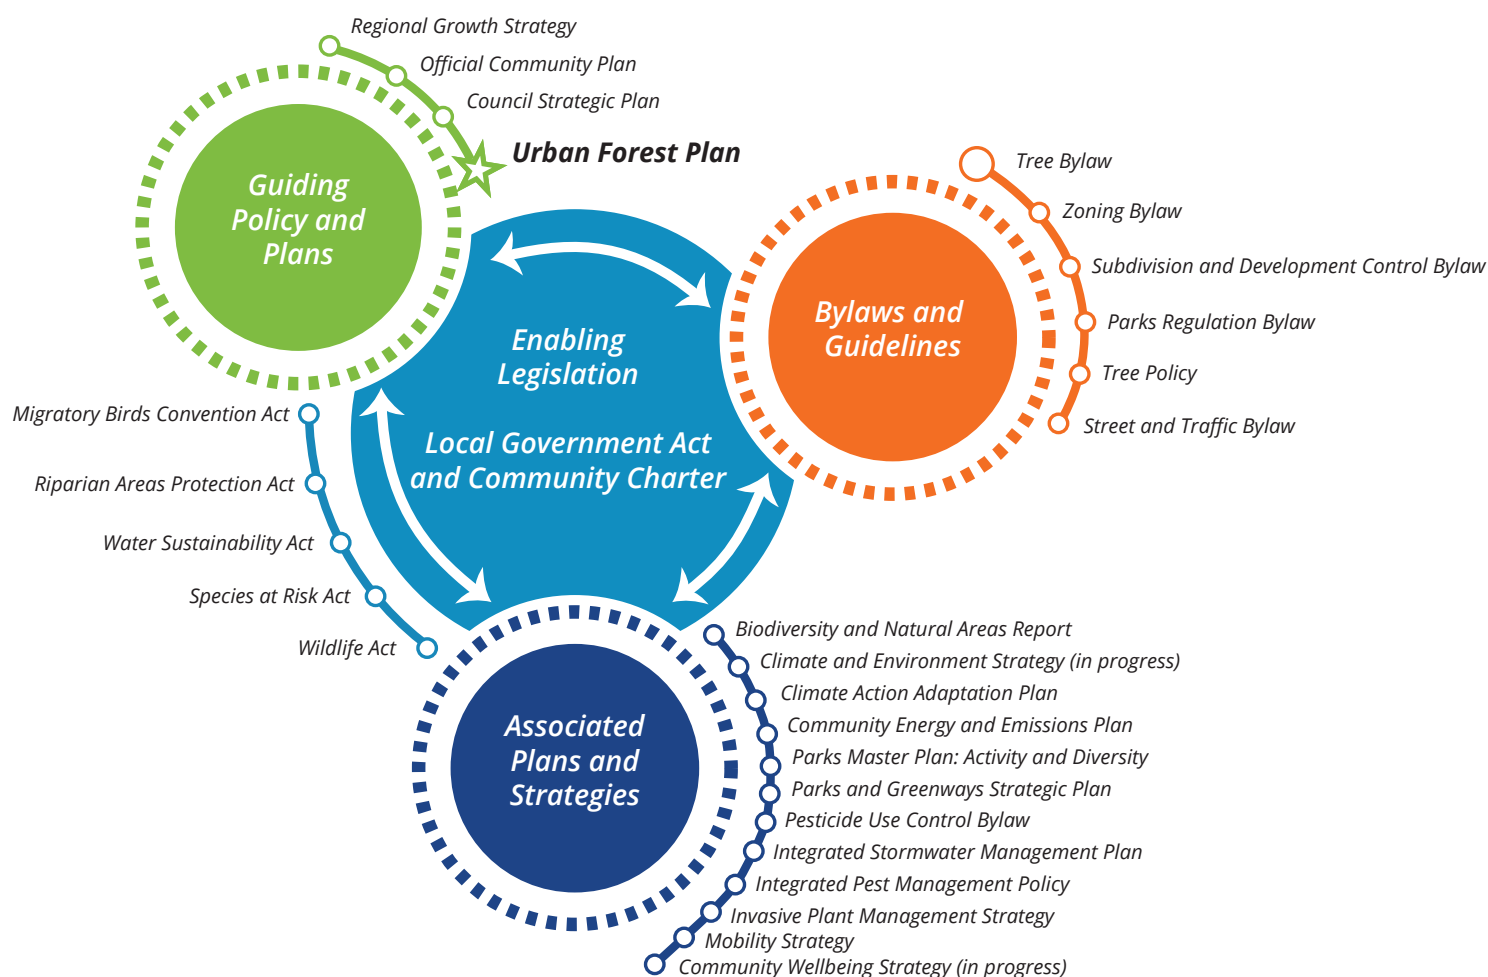 Regional Growth Strategy
Official Community Plan
Council Strategic Plan
Urban Forest Plan
Guiding
Policy and
Plans
Tree Bylaw
Zoning Bylaw
Subdivision and Development Control Bylaw
Parks Regulation Bylaw
Tree Policy
Street and Traffic Bylaw
Bylaws and
Guidelines
Enabling
Legislation
Local Government Act
and Community Charter
Migratory Birds Convention Act
Riparian Areas Protection Act
Water Sustainability Act
Species at Risk Act
Wildlife Act
Associated
Plans and
Strategies
Biodiversity and Natural Areas Report
Climate and Environment Strategy (in progress)
Climate Action Adaptation Plan
Community Energy and Emissions Plan
Parks Master Plan: Activity and Diversity
Parks and Greenways Strategic Plan
Pesticide Use Control Bylaw
Integrated Stormwater Management Plan
Integrated Pest Management Policy
Invasive Plant Management Strategy
Mobility Strategy
Community Wellbeing Strategy (in progress)